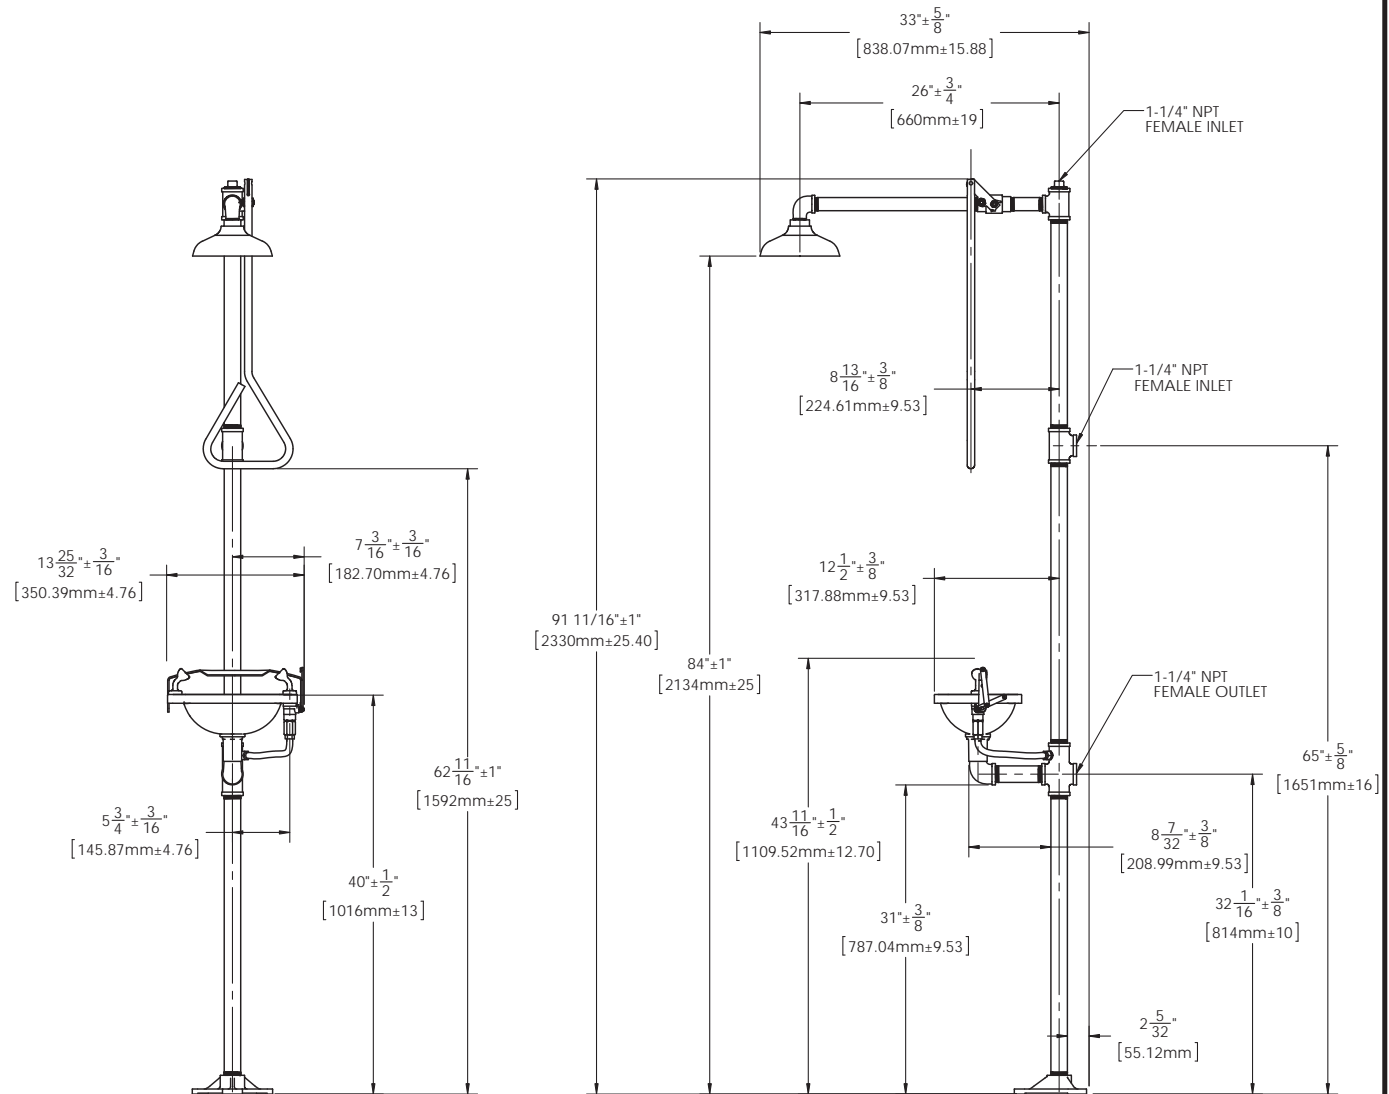 33"±5/8"
[838.07mm±15.88]
26"±3/4"
[660mm±19]
1-1/4" NPT
FEMALE INLET
8 13/16"±3/8"
[224.61mm±9.53]
1-1/4" NPT
FEMALE INLET
13 25/32"±3/16"
[350.39mm±4.76]
7 3/16"±3/16"
[182.70mm±4.76]
12 1/2"±3/8"
[317.88mm±9.53]
91 11/16"±1"
[2330mm±25.40]
84"±1"
[2134mm±25]
1-1/4" NPT
FEMALE OUTLET
62 11/16"±1"
[1592mm±25]
65"±5/8"
[1651mm±16]
5 3/4"±3/16"
[145.87mm±4.76]
43 11/16"±1/2"
[1109.52mm±12.70]
8 7/32"±3/8"
[208.99mm±9.53]
40"±1/2"
[1016mm±13]
31"±3/8"
[787.04mm±9.53]
32 1/16"±3/8"
[814mm±10]
2 5/32"
[55.12mm]